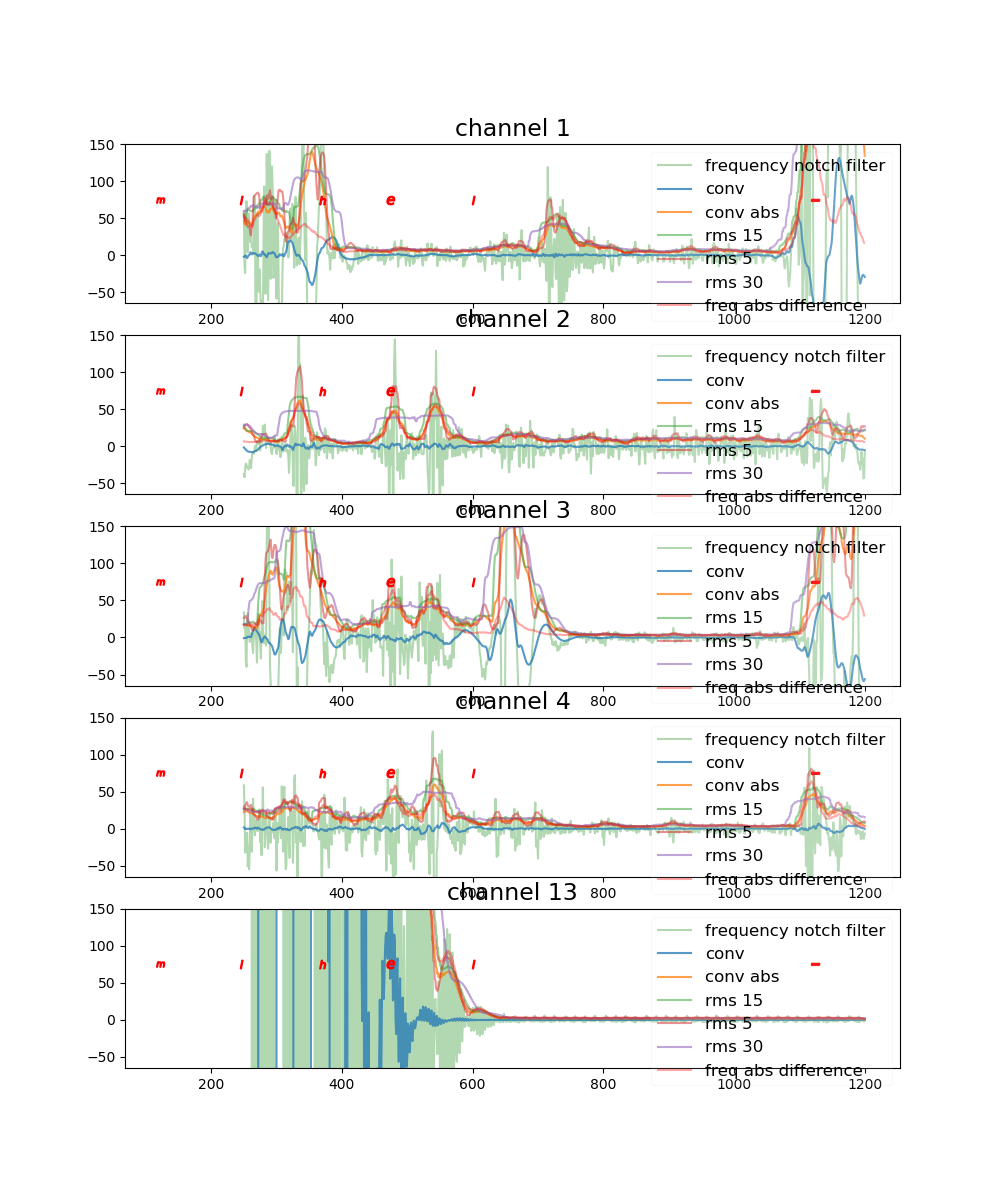 channel 1
150
100
50
0
−50
m l h e l -
frequency notch filter
conv
conv abs
rms 15
rms 5
rms 30
freq abs difference
200 400 600 800 1000 1200
channel 2
150
100
50
0
−50
m l h e l -
frequency notch filter
conv
conv abs
rms 15
rms 5
rms 30
freq abs difference
200 400 600 800 1000 1200
channel 3
150
100
50
0
−50
m l h e l -
frequency notch filter
conv
conv abs
rms 15
rms 5
rms 30
freq abs difference
200 400 600 800 1000 1200
channel 4
150
100
50
0
−50
m l h e l -
frequency notch filter
conv
conv abs
rms 15
rms 5
rms 30
freq abs difference
200 400 600 800 1000 1200
channel 13
150
100
50
0
−50
m l h e l -
frequency notch filter
conv
conv abs
rms 15
rms 5
rms 30
freq abs difference
200 400 600 800 1000 1200